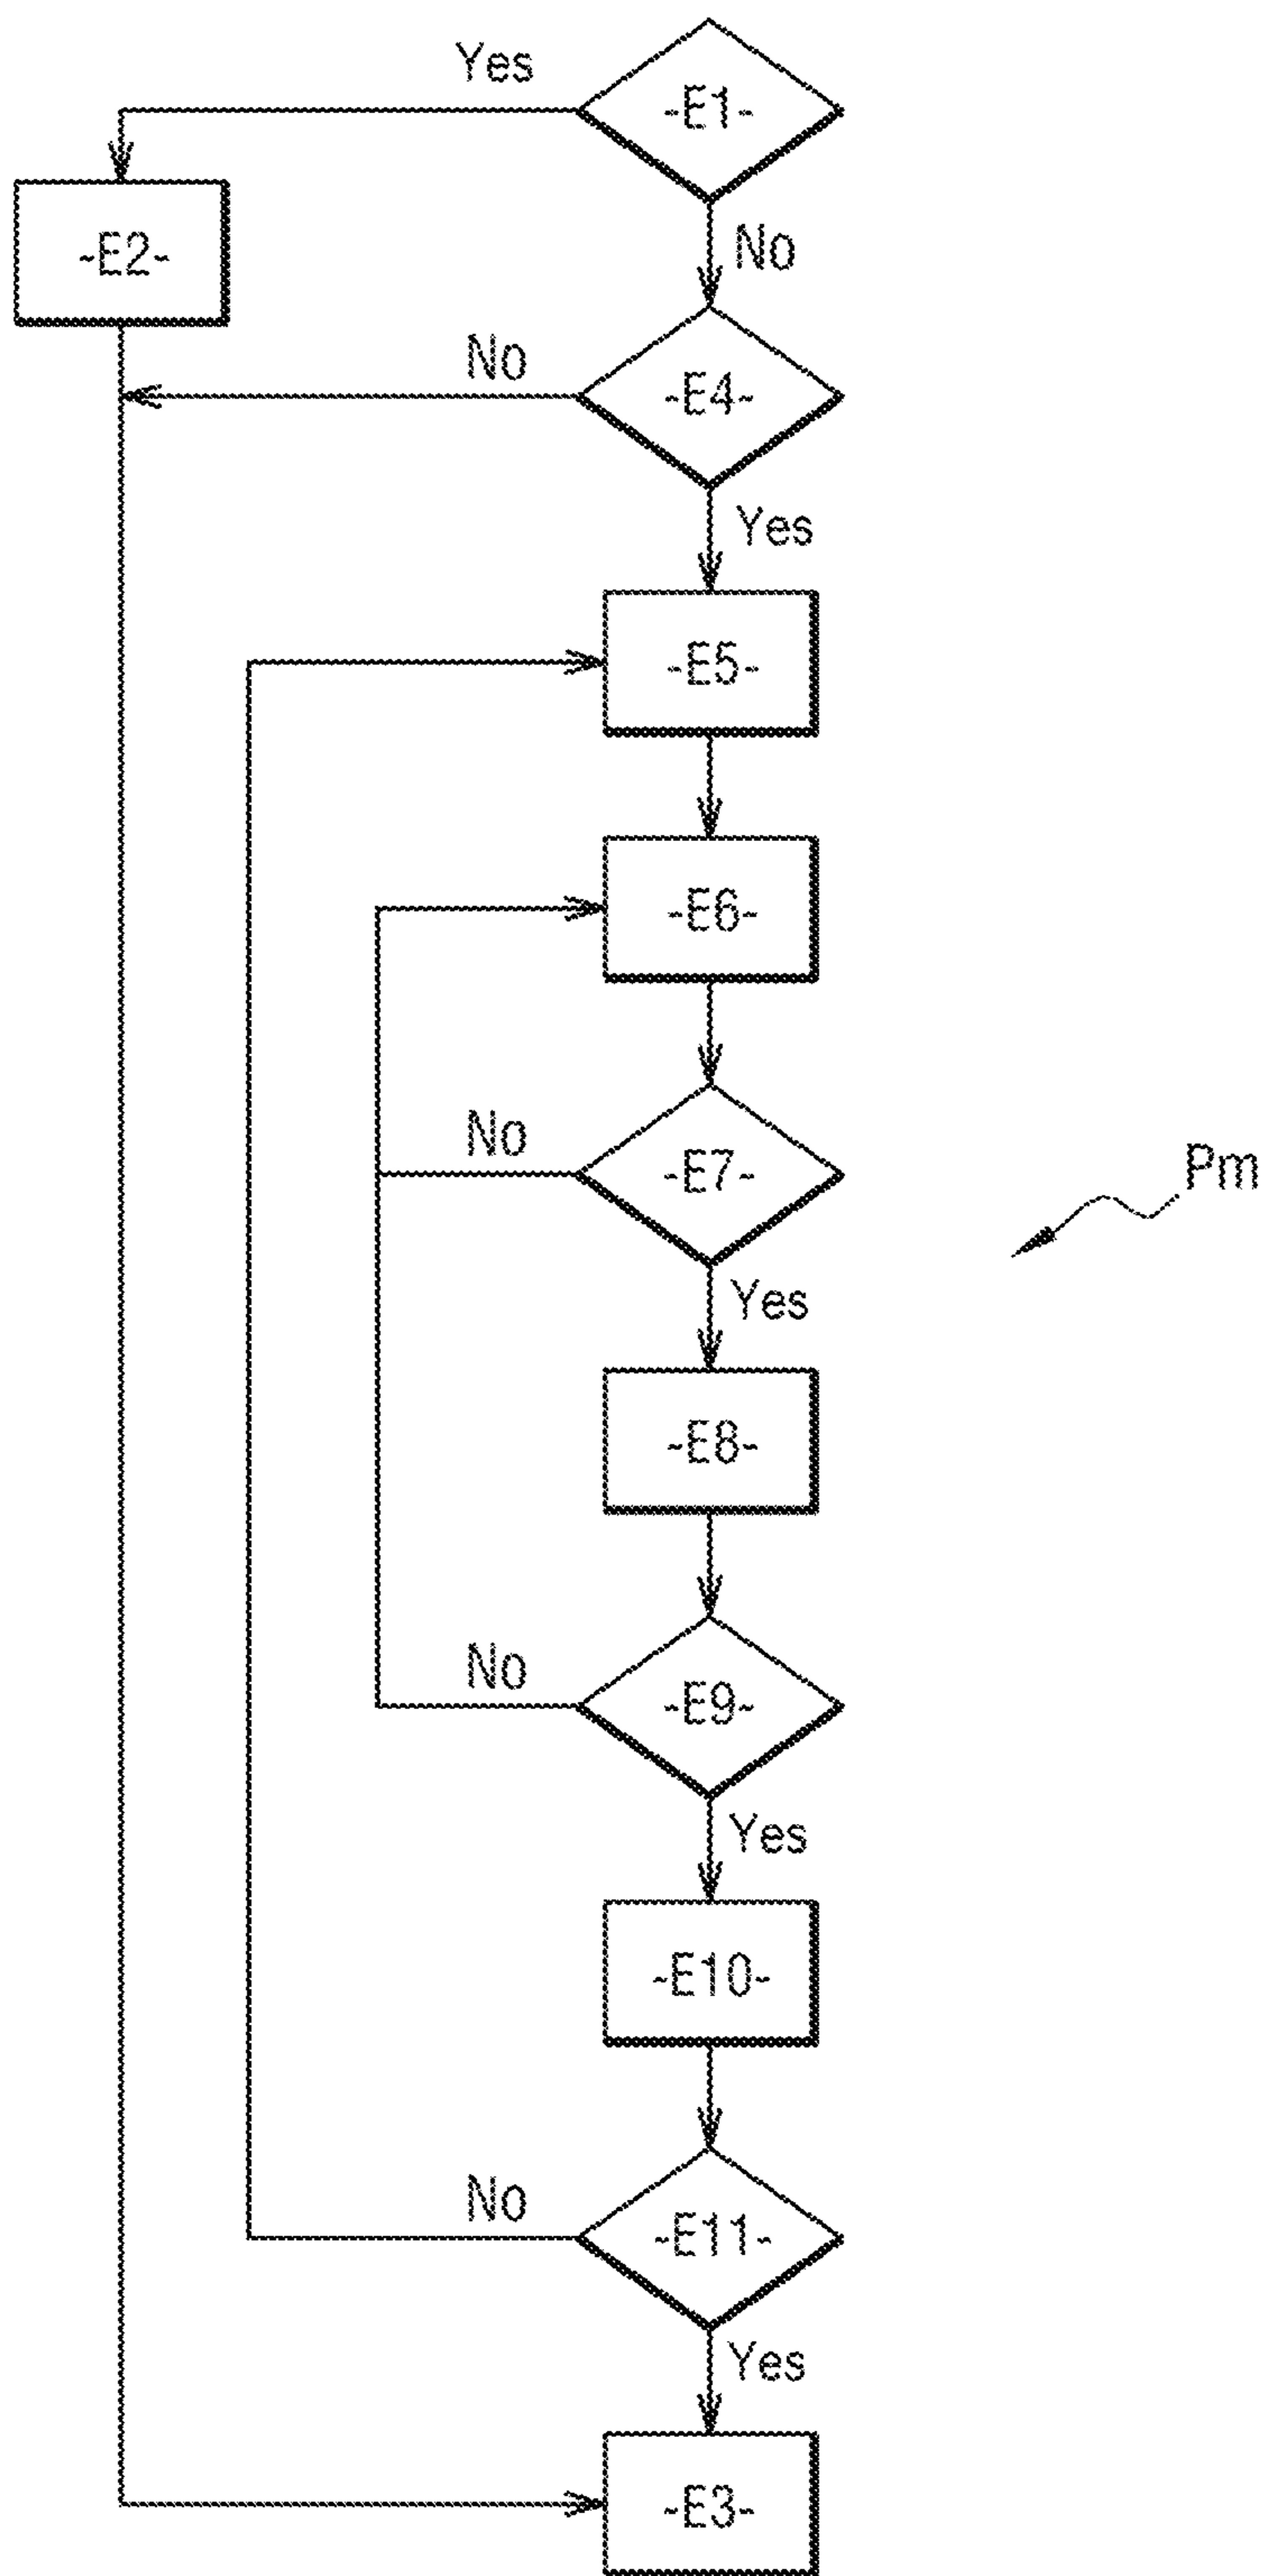 Yes
-E1-
No
-E2-
No
-E4-
Yes
-E5-
-E6-
No
-E7-
Pm
Yes
-E8-
No
-E9-
Yes
-E10-
No
-E11-
Yes
-E3-